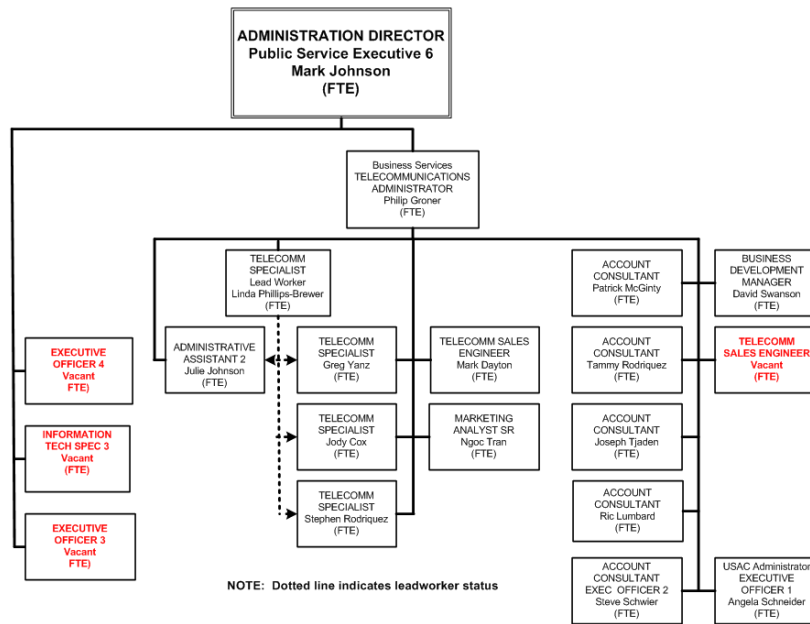 ADMINISTRATION DIRECTOR
Public Service Executive 6
Mark Johnson
(FTE)
Business Services
TELECOMMUNICATIONS
ADMINISTRATOR
Philip Groner
(FTE)
TELECOMM
SPECIALIST
Lead Worker
Linda Phillips-Brewer
(FTE)
ACCOUNT
CONSULTANT
Patrick McGinty
(FTE)
BUSINESS
DEVELOPMENT
MANAGER
David Swanson
(FTE)
EXECUTIVE
OFFICER 4
Vacant
FTE)
ADMINISTRATIVE
ASSISTANT 2
Julie Johnson
(FTE)
TELECOMM
SPECIALIST
Greg Yanz
(FTE)
TELECOMM SALES
ENGINEER
Mark Dayton
(FTE)
ACCOUNT
CONSULTANT
Tammy Rodriquez
(FTE)
TELECOMM
SALES ENGINEER
Vacant
(FTE)
INFORMATION
TECH SPEC 3
Vacant
(FTE)
TELECOMM
SPECIALIST
Jody Cox
(FTE)
MARKETING
ANALYST SR
Ngoc Tran
(FTE)
ACCOUNT
CONSULTANT
Joseph Tjaden
(FTE)
EXECUTIVE
OFFICER 3
Vacant
FTE)
TELECOMM
SPECIALIST
Stephen Rodriquez
(FTE)
ACCOUNT
CONSULTANT
Ric Lumbard
(FTE)
ACCOUNT
CONSULTANT
EXEC OFFICER 2
Steve Schwier
(FTE)
USAC Administrator
EXECUTIVE
OFFICER 1
Angela Schneider
(FTE)
NOTE: Dotted line indicates leadworker status